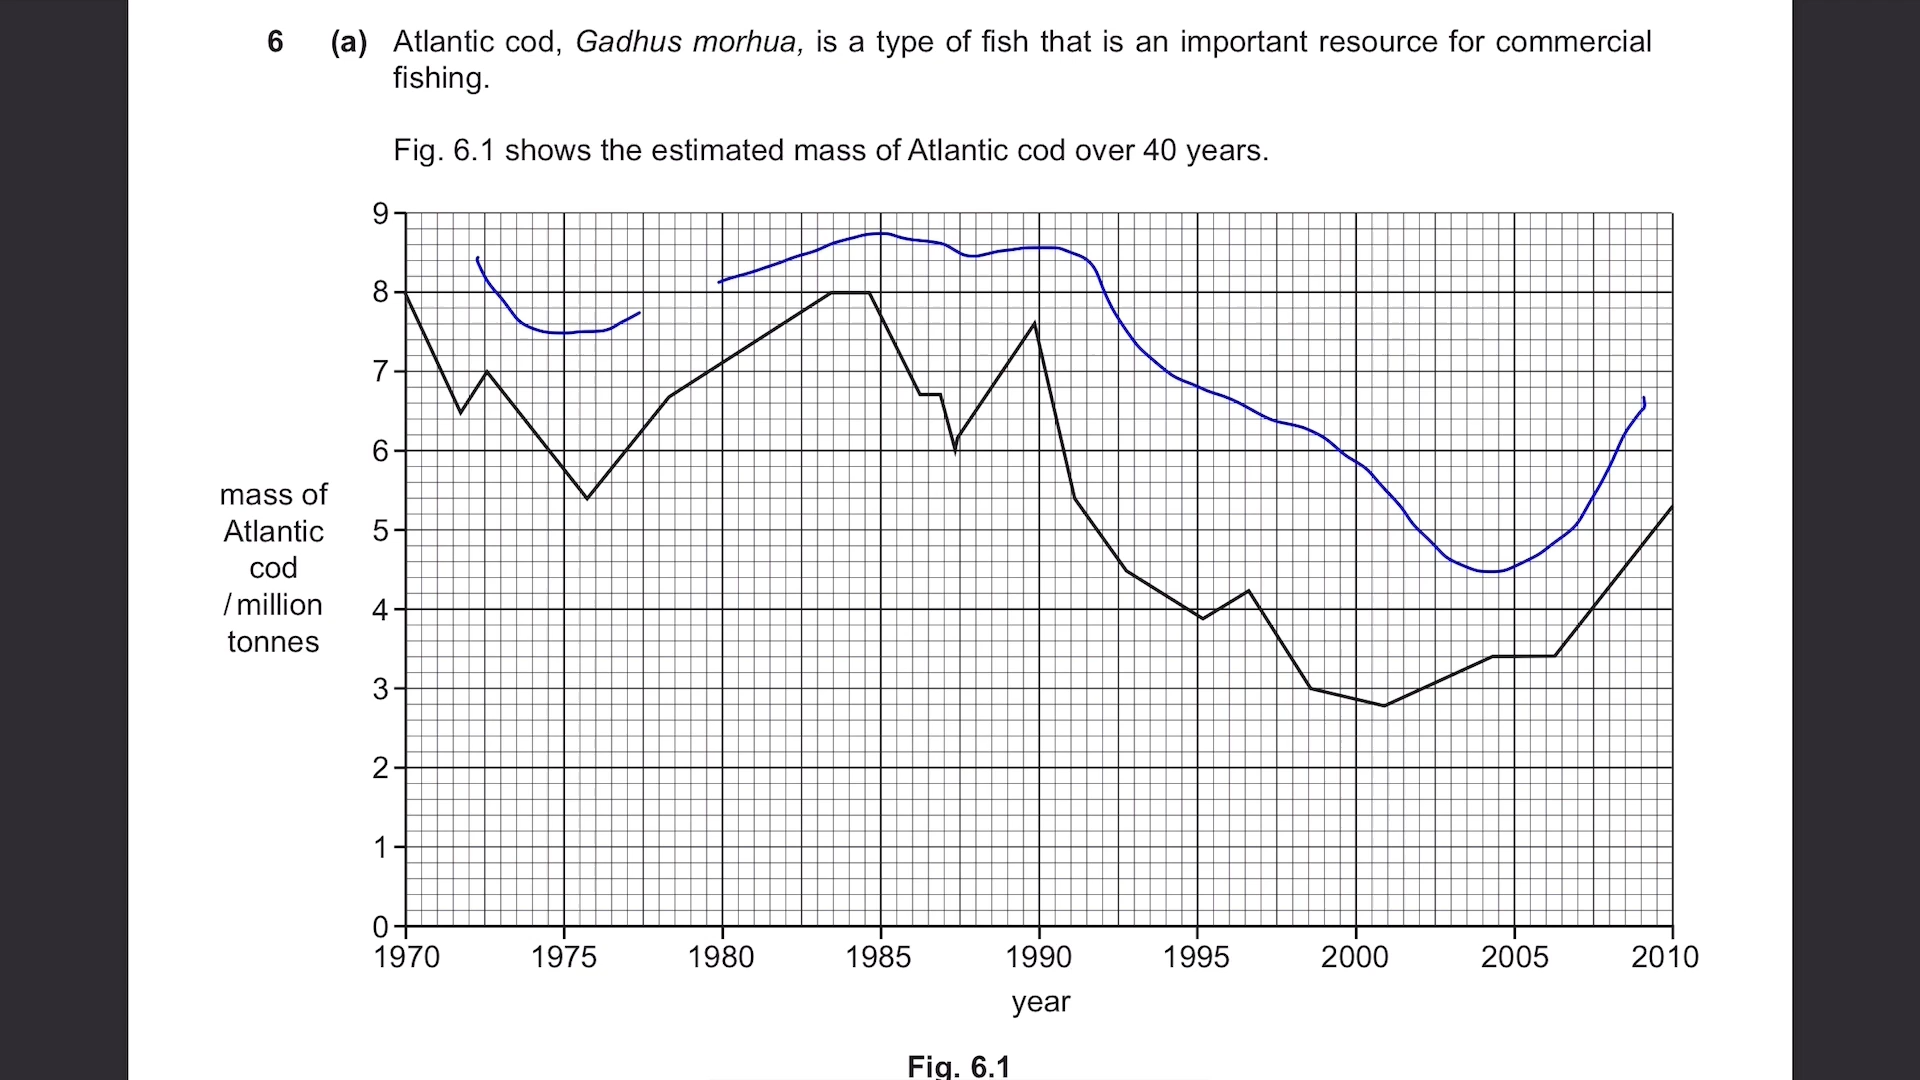 6 (a) Atlantic cod, Gadhus morhua, is a type of fish that is an important resource for commercial
fishing.
Fig. 6.1 shows the estimated mass of Atlantic cod over 40 years.
9
8
7
6
5
4
3
2
1
0
mass of
Atlantic
cod
/ million
tonnes
1970 1975 1980 1985 1990 1995 2000 2005 2010
year
Fig. 6.1